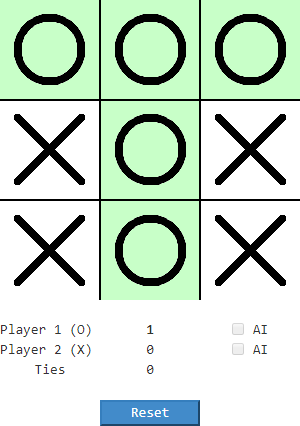 Player 1 (O) 1 AI
Player 2 (X) 0 AI
Ties 0
Reset